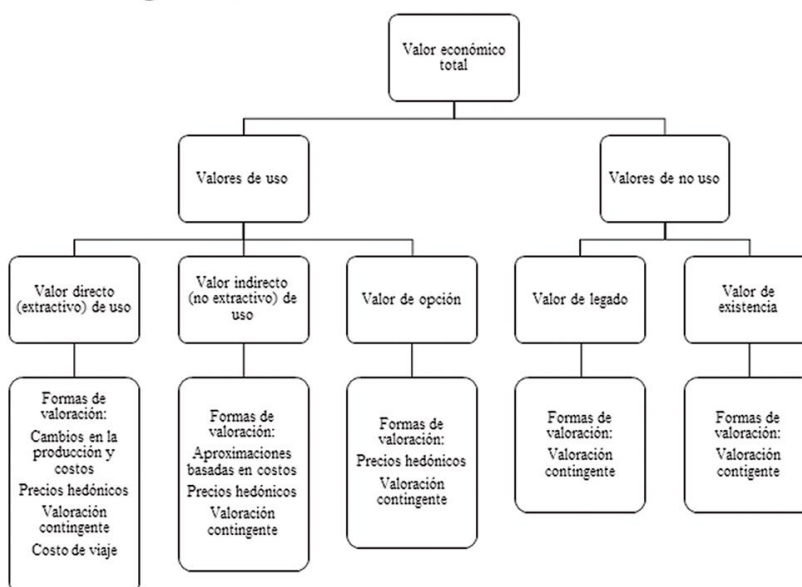 Valor económico
total
Valores de uso
Valores de no uso
Valor directo
(extractivo) de uso
Valor indirecto
(no extractivo) de
uso
Valor de opción
Valor de legado
Valor de
existencia
Formas de
valoración:
Cambios en la
producción y
costos
Precios hedónicos
Valoración
contingente
Costo de viaje
Formas de
valoración:
Aproximaciones
basadas en costos
Precios hedónicos
Valoración
contingente
Formas de
valoración:
Precios hedónicos
Valoración
contingente
Formas de
valoración:
Valoración
contingente
Formas de
valoración:
Valoración
contigente